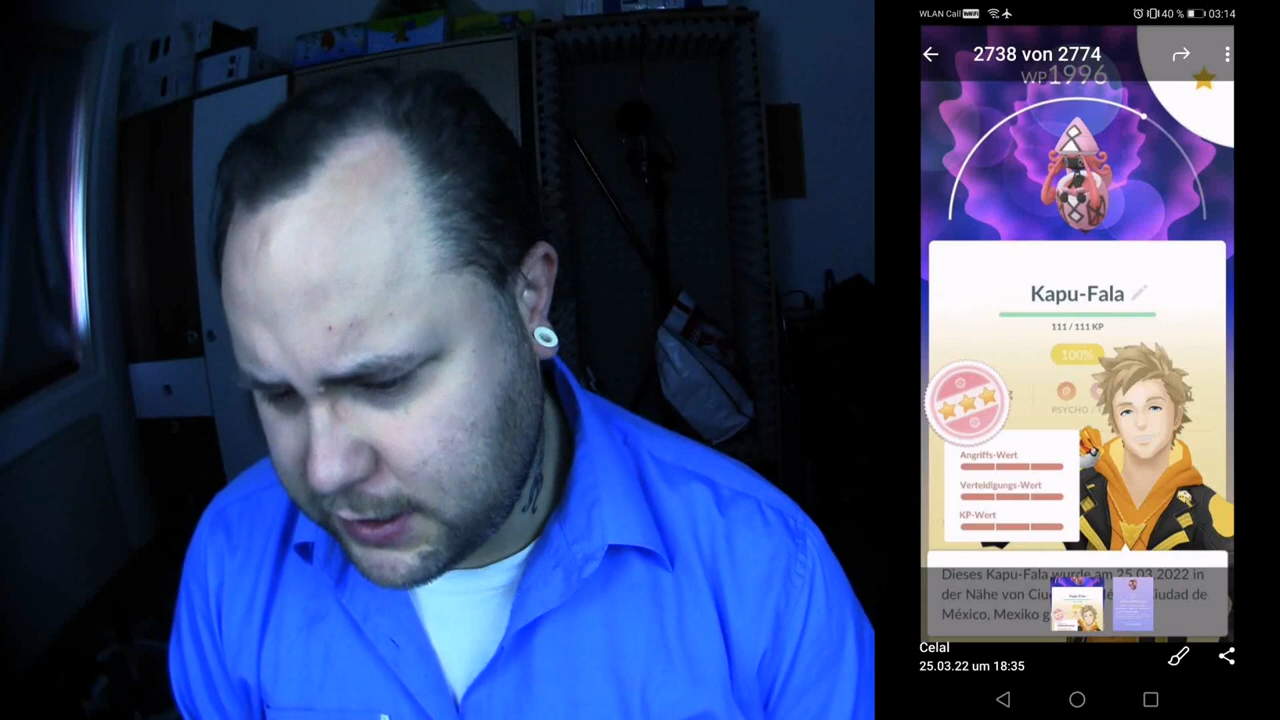 WLAN Call
40 % 03:14
2738 von 2774
WP1996
Kapu-Fala
111 / 111 KP
100%
PSYCHO /
Angriffs-Wert
Verteidigungs-Wert
KP-Wert
Dieses Kapu-Fala wurde am 25.03.2022 in
der Nähe von Ciudad de
México, Mexiko
Celal
25.03.22 um 18:35